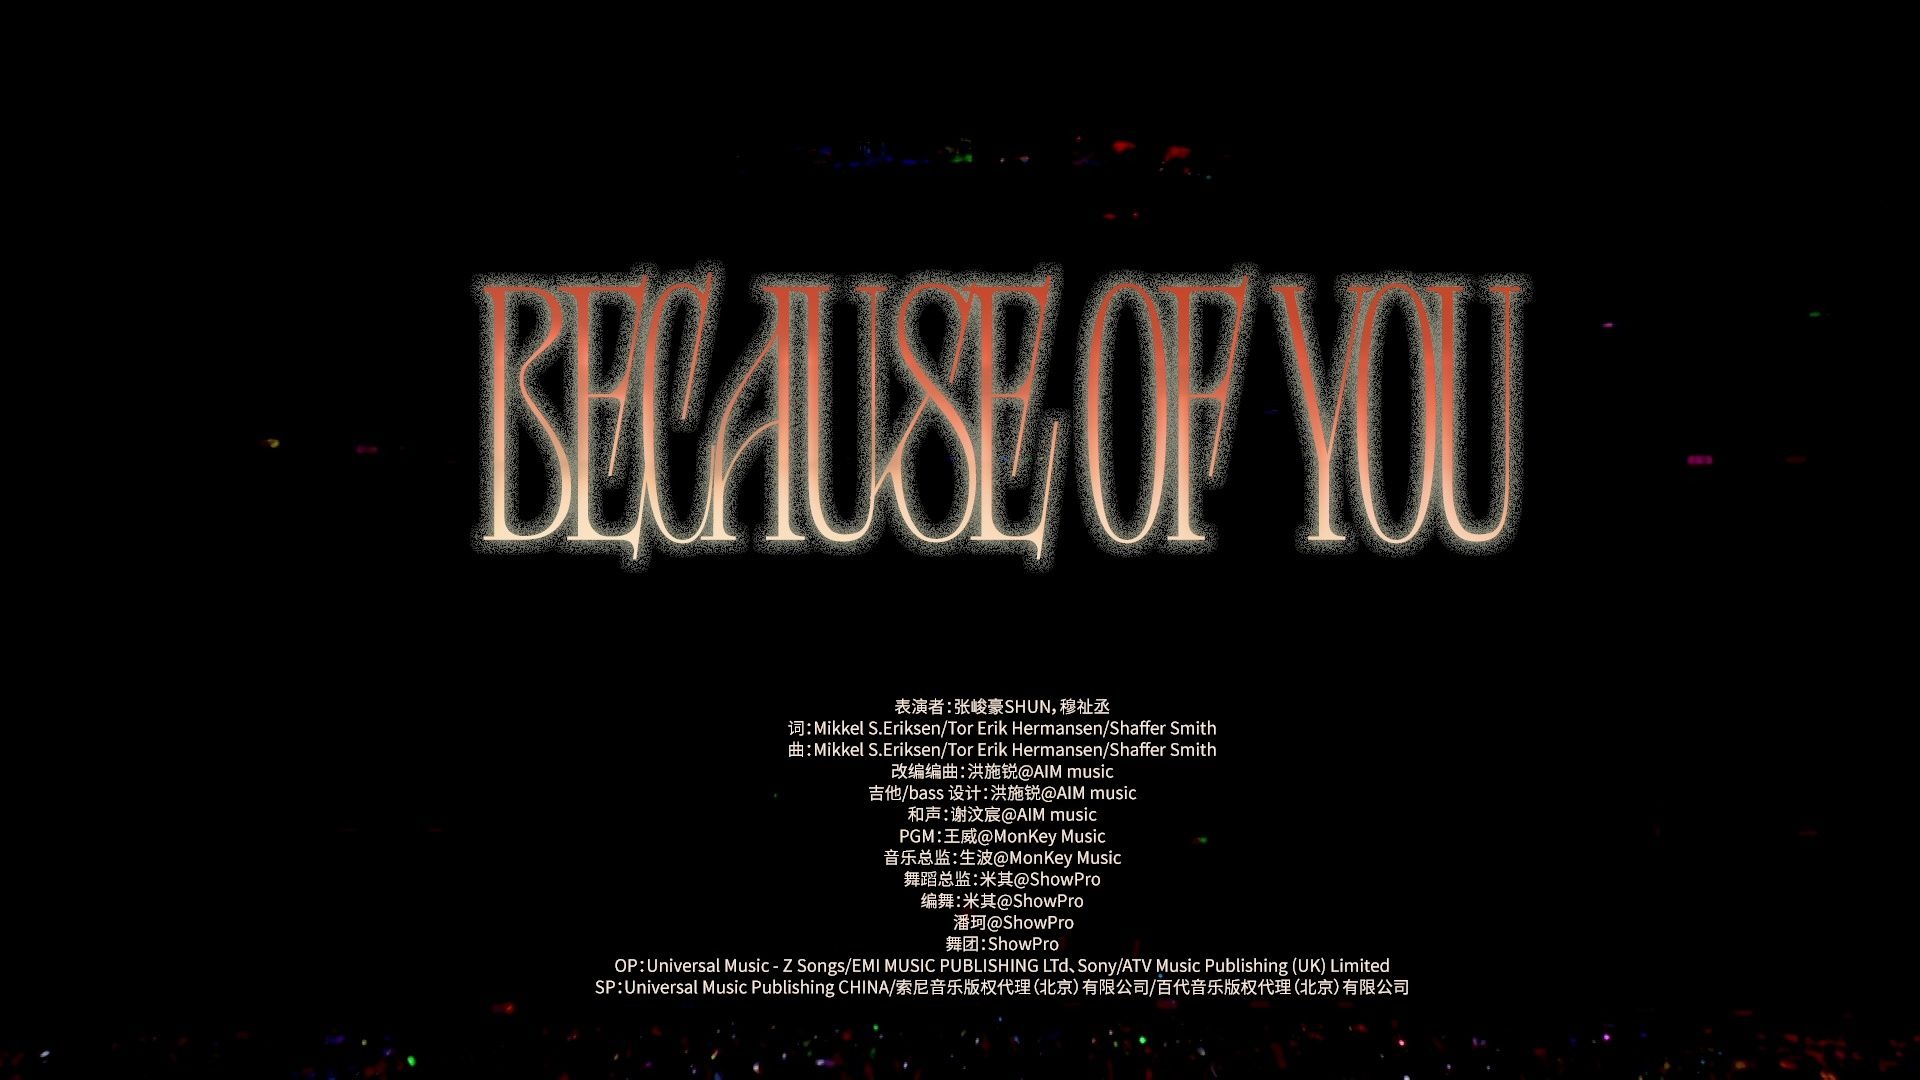 BECAUSE OF YOU
表演者：张峻豪SHUN，穆祉丞
词：Mikkel S.Eriksen/Tor Erik Hermansen/Shaffer Smith
曲：Mikkel S.Eriksen/Tor Erik Hermansen/Shaffer Smith
改编编曲：洪施锐@AIM music
吉他/bass 设计：洪施锐@AIM music
和声：谢汶宸@AIM music
PGM：王威@MonKey Music
音乐总监：生波@MonKey Music
舞蹈总监：米其@ShowPro
编舞：米其@ShowPro
潘珂@ShowPro
舞团：ShowPro
OP：Universal Music - Z Songs/EMI MUSIC PUBLISHING LTd、Sony/ATV Music Publishing (UK) Limited
SP：Universal Music Publishing CHINA/索尼音乐版权代理（北京）有限公司/百代音乐版权代理（北京）有限公司